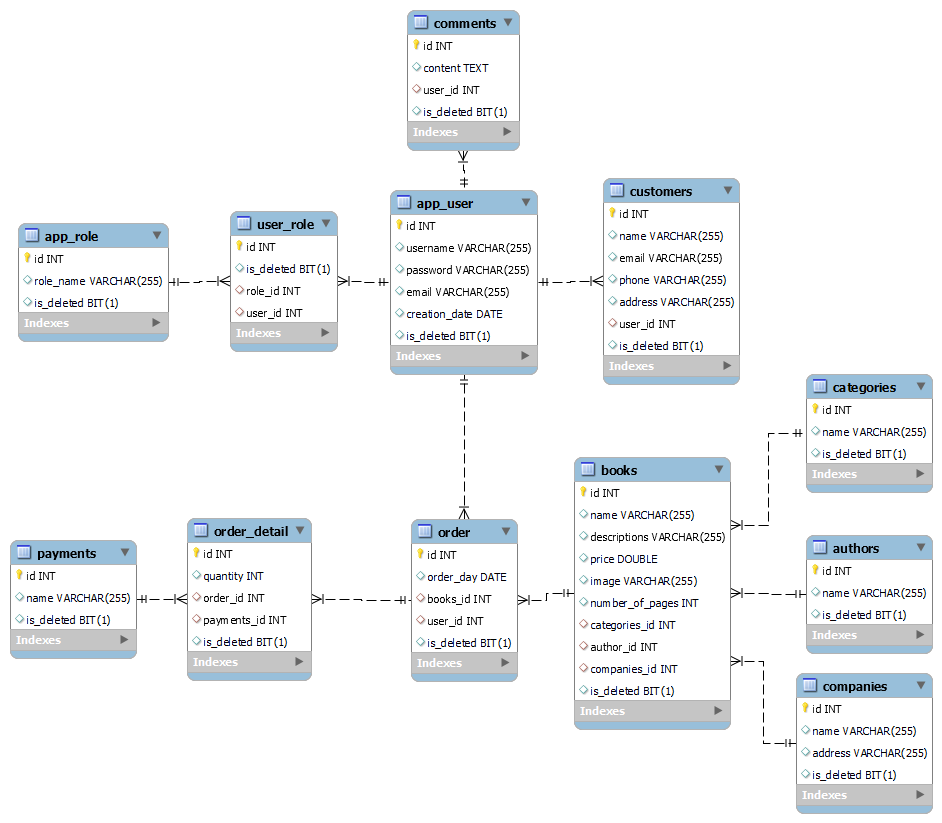 comments
id INT
content TEXT
user_id INT
is_deleted BIT(1)
Indexes
app_role
id INT
role_name VARCHAR(255)
is_deleted BIT(1)
Indexes
user_role
id INT
is_deleted BIT(1)
role_id INT
user_id INT
Indexes
app_user
id INT
username VARCHAR(255)
password VARCHAR(255)
email VARCHAR(255)
creation_date DATE
is_deleted BIT(1)
Indexes
customers
id INT
name VARCHAR(255)
email VARCHAR(255)
phone VARCHAR(255)
address VARCHAR(255)
user_id INT
is_deleted BIT(1)
Indexes
categories
id INT
name VARCHAR(255)
is_deleted BIT(1)
Indexes
payments
id INT
name VARCHAR(255)
is_deleted BIT(1)
Indexes
order_detail
id INT
quantity INT
order_id INT
payments_id INT
is_deleted BIT(1)
Indexes
order
id INT
order_day DATE
books_id INT
user_id INT
is_deleted BIT(1)
Indexes
books
id INT
name VARCHAR(255)
descriptions VARCHAR(255)
price DOUBLE
image VARCHAR(255)
number_of_pages INT
categories_id INT
author_id INT
companies_id INT
is_deleted BIT(1)
Indexes
authors
id INT
name VARCHAR(255)
is_deleted BIT(1)
Indexes
companies
id INT
name VARCHAR(255)
address VARCHAR(255)
is_deleted BIT(1)
Indexes